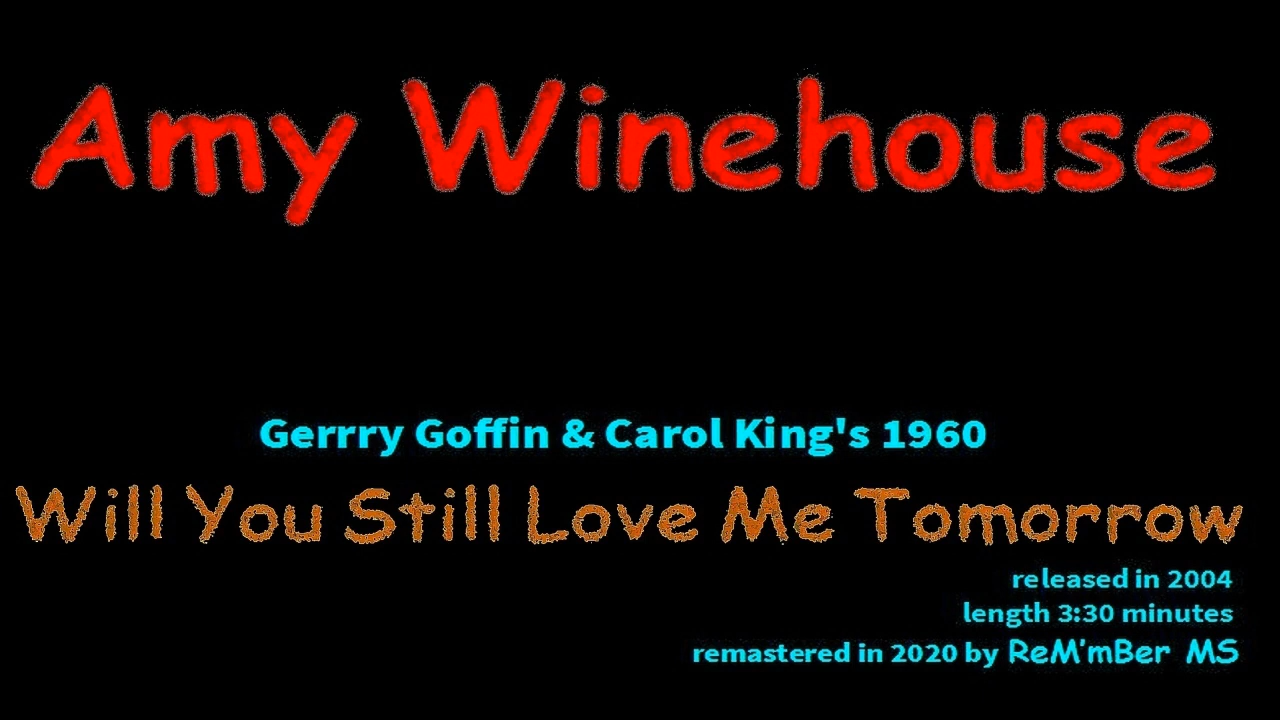 Amy Winehouse
Gerrry Goffin & Carol King's 1960
Will You Still Love Me Tomorrow
released in 2004
length 3:30 minutes
remastered in 2020 by ReM'mBer MS